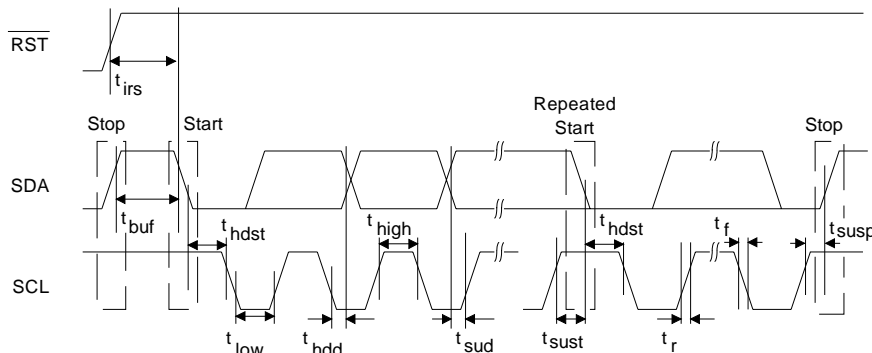 RST
t irs
Repeated
Stop
Start
Start
Stop
SDA
t buf
t hdst
t high
t hdst
t f
t susp
SCL
t low
t hdd
t sud
t sust
t r